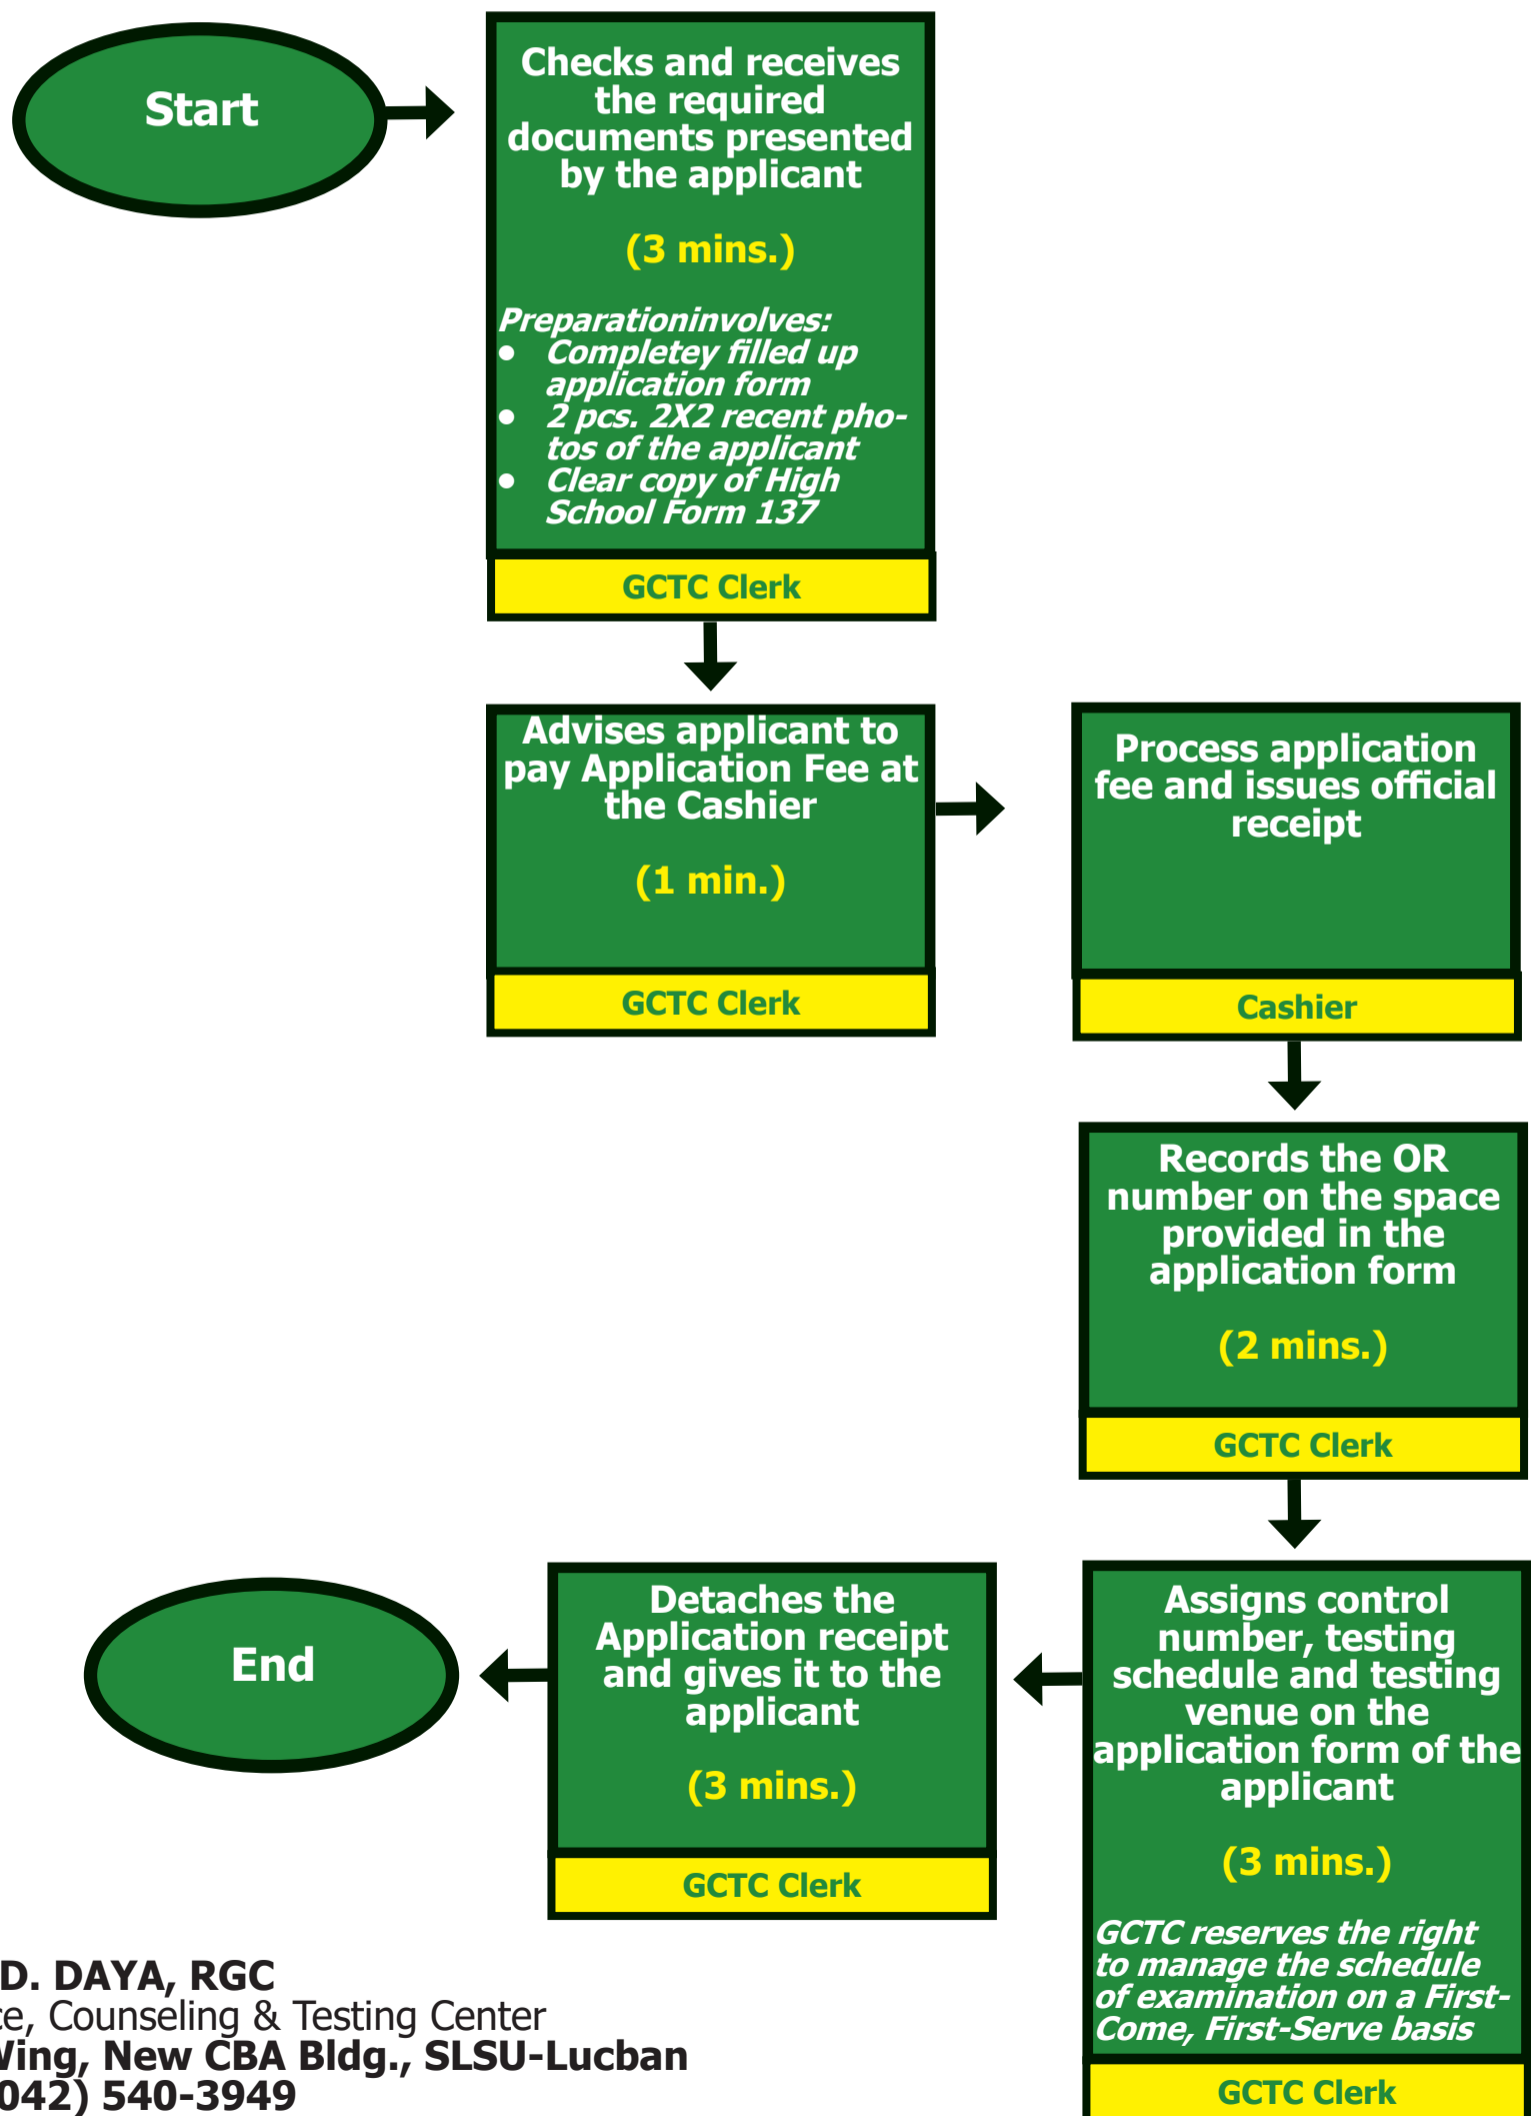 Start
Checks and receives
the required
documents presented
by the applicant
(3 mins.)
Preparationinvolves:
● Completey filled up
application form
● 2 pcs. 2X2 recent pho-
tos of the applicant
● Clear copy of High
School Form 137
GCTC Clerk
Advises applicant to
pay Application Fee at
the Cashier
(1 min.)
GCTC Clerk
Process application
fee and issues official
receipt
Cashier
Records the OR
number on the space
provided in the
application form
(2 mins.)
GCTC Clerk
Assigns control
number, testing
schedule and testing
venue on the
application form of the
applicant
(3 mins.)
GCTC reserves the right
to manage the schedule
of examination on a First-
Come, First-Serve basis
GCTC Clerk
Detaches the
Application receipt
and gives it to the
applicant
(3 mins.)
GCTC Clerk
End
D. DAYA, RGC
ce, Counseling & Testing Center
Wing, New CBA Bldg., SLSU-Lucban
042) 540-3949